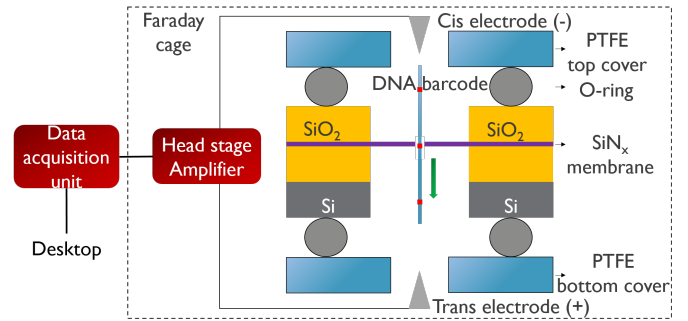 Faraday
cage
Cis electrode (-)
PTFE
top cover
DNA barcode
O-ring
SiO₂
SiO₂
SiNₓ
membrane
Data
acquisition
unit
Head stage
Amplifier
Si
Si
Desktop
PTFE
bottom cover
Trans electrode (+)